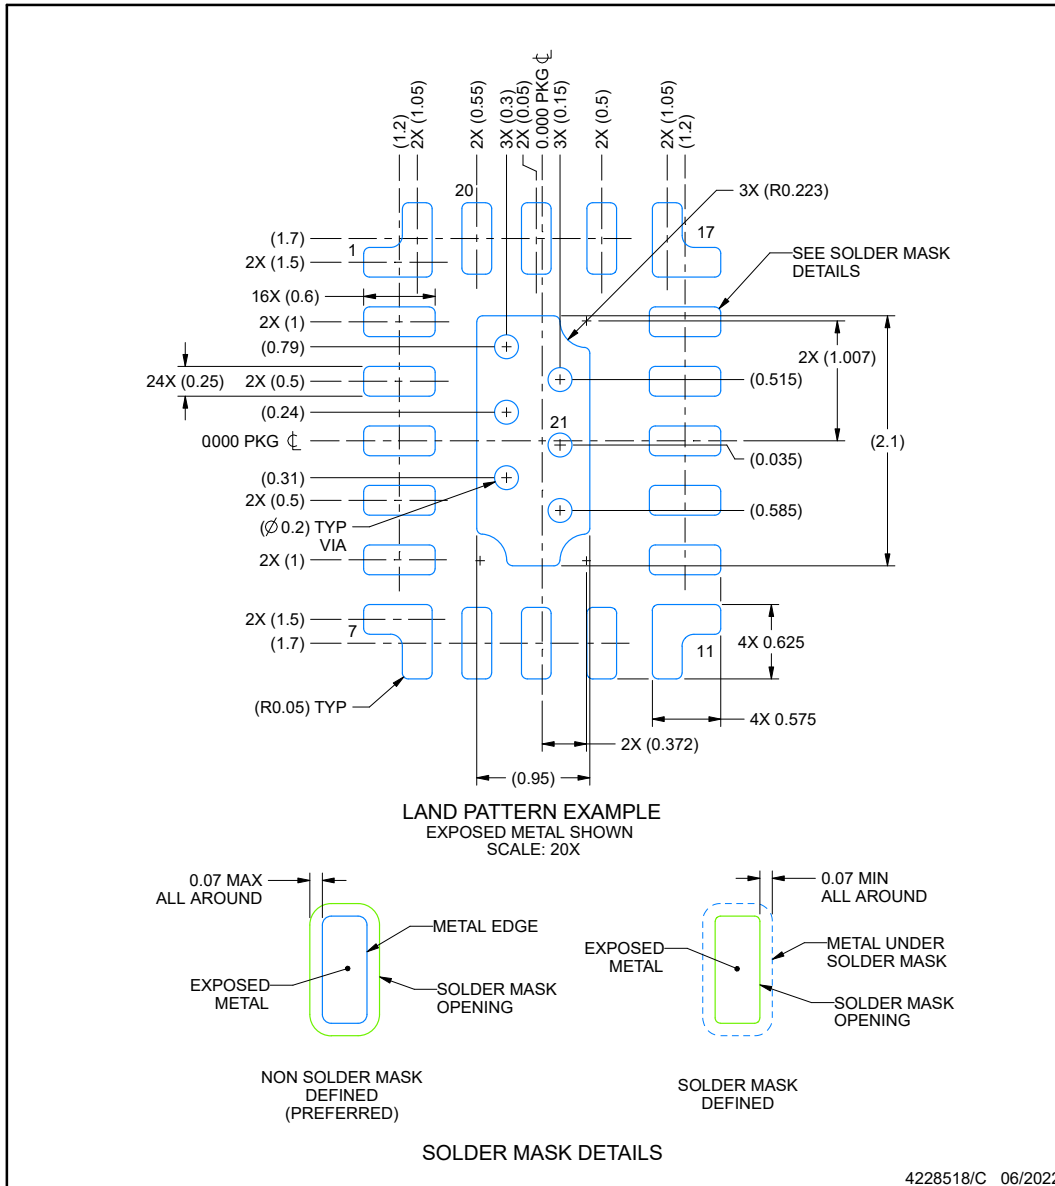 (1.2)
2X (1.05)
2X (0.55)
3X (0.3)
2X (0.05)
0.000 PKG ℄
3X (0.15)
2X (0.5)
2X (1.05)
(1.2)
20
3X (R0.223)
(1.7)
1
17
2X (1.5)
SEE SOLDER MASK
DETAILS
16X (0.6)
2X (1)
(0.79)
2X (1.007)
24X (0.25)
2X (0.5)
(0.515)
(0.24)
21
0.000 PKG ℄
(2.1)
(0.035)
(0.31)
2X (0.5)
(0.585)
(Ø 0.2) TYP
VIA
2X (1)
2X (1.5)
7
(1.7)
11
4X 0.625
(R0.05) TYP
4X 0.575
2X (0.372)
(0.95)
LAND PATTERN EXAMPLE
EXPOSED METAL SHOWN
SCALE: 20X
0.07 MAX
ALL AROUND
METAL EDGE
EXPOSED
METAL
SOLDER MASK
OPENING
NON SOLDER MASK
DEFINED
(PREFERRED)
0.07 MIN
ALL AROUND
EXPOSED
METAL
METAL UNDER
SOLDER MASK
SOLDER MASK
OPENING
SOLDER MASK
DEFINED
SOLDER MASK DETAILS
4228518/C 06/2022